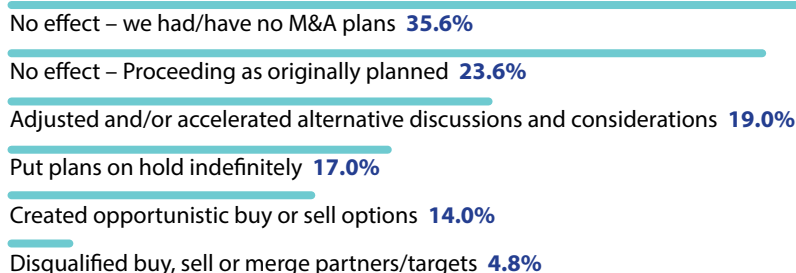 No effect – we had/have no M&A plans 35.6%
No effect – Proceeding as originally planned 23.6%
Adjusted and/or accelerated alternative discussions and considerations 19.0%
Put plans on hold indefinitely 17.0%
Created opportunistic buy or sell options 14.0%
Disqualified buy, sell or merge partners/targets 4.8%